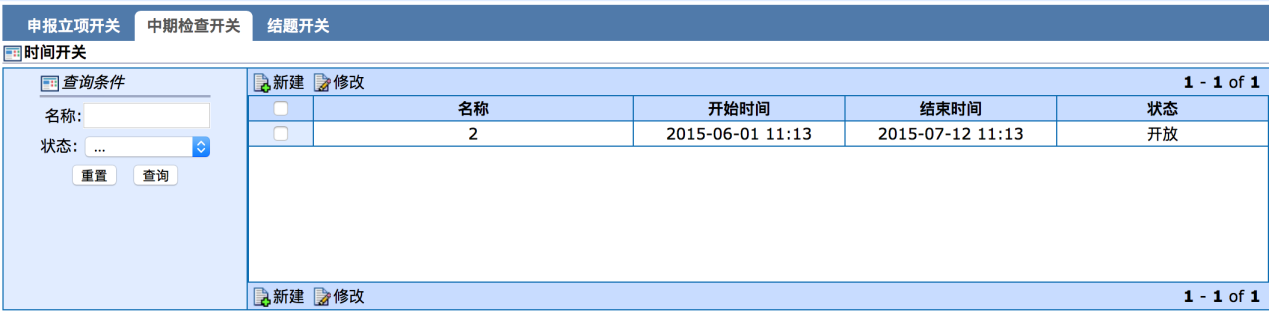 申报立项开关 中期检查开关 结题开关
时间开关
查询条件
名称:
状态: ...
重置 查询
新建 修改 1 - 1 of 1
名称 开始时间 结束时间 状态
2 2015-06-01 11:13 2015-07-12 11:13 开放
新建 修改 1 - 1 of 1